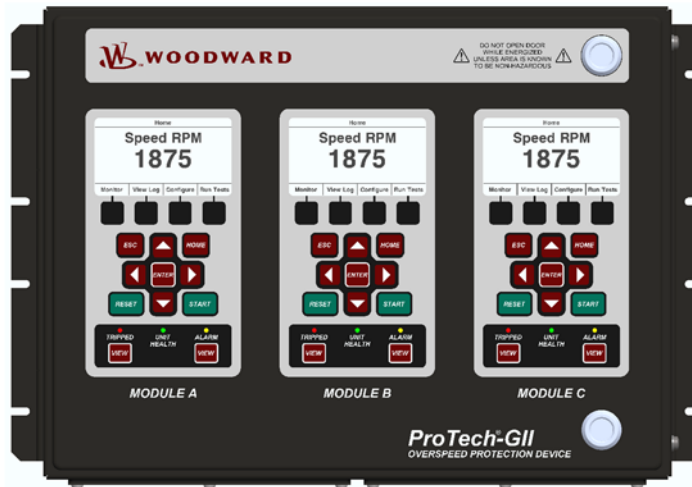 WOODWARD
DO NOT OPEN DOOR
WHILE ENERGIZED
UNLESS AREA IS KNOWN
TO BE NON-HAZARDOUS
Home
Speed RPM
1875
Monitor View Log Configure Run Tests
ESC HOME
ENTER
RESET START
TRIPPED UNIT HEALTH ALARM
VIEW VIEW
MODULE A
Home
Speed RPM
1875
Monitor View Log Configure Run Tests
ESC HOME
ENTER
RESET START
TRIPPED UNIT HEALTH ALARM
VIEW VIEW
MODULE B
Home
Speed RPM
1875
Monitor View Log Configure Run Tests
ESC HOME
ENTER
RESET START
TRIPPED UNIT HEALTH ALARM
VIEW VIEW
MODULE C
ProTech®-GII
OVERSPEED PROTECTION DEVICE